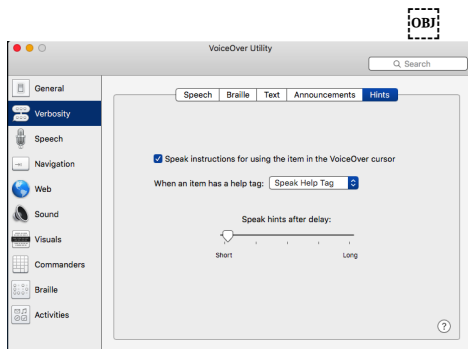 OBJ
VoiceOver Utility
Search
General
Verbosity
Speech
Navigation
Web
Sound
Visuals
Commanders
Braille
Activities
Speech Braille Text Announcements Hints
Speak instructions for using the item in the VoiceOver cursor
When an item has a help tag: Speak Help Tag
Speak hints after delay:
Short Long
?